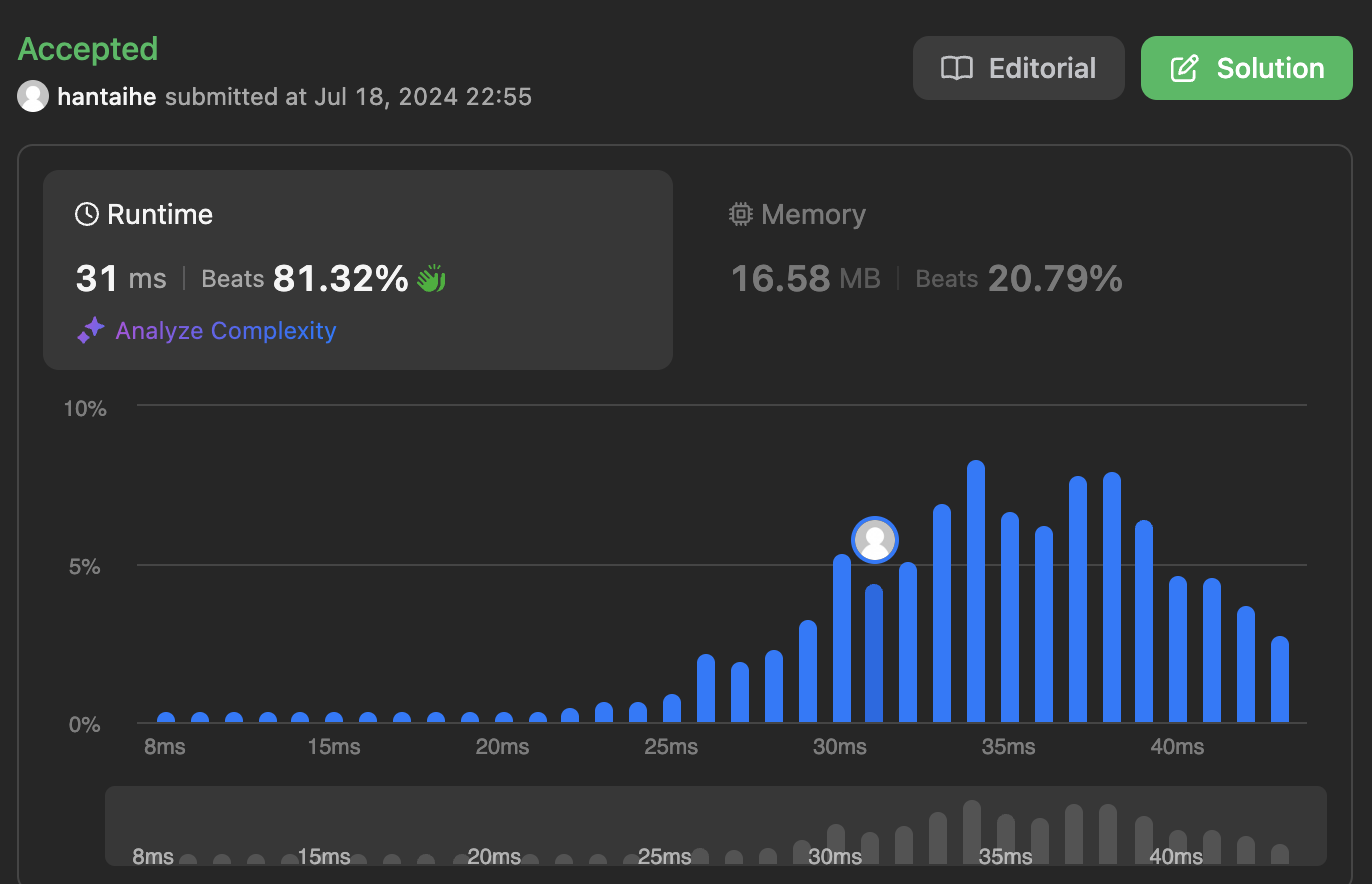 Accepted
hantaihe submitted at Jul 18, 2024 22:55
Editorial
Solution
Runtime
31 ms | Beats 81.32%
Analyze Complexity
Memory
16.58 MB | Beats 20.79%
10%
5%
0%
8ms 15ms 20ms 25ms 30ms 35ms 40ms
8ms 15ms 20ms 25ms 30ms 35ms 40ms